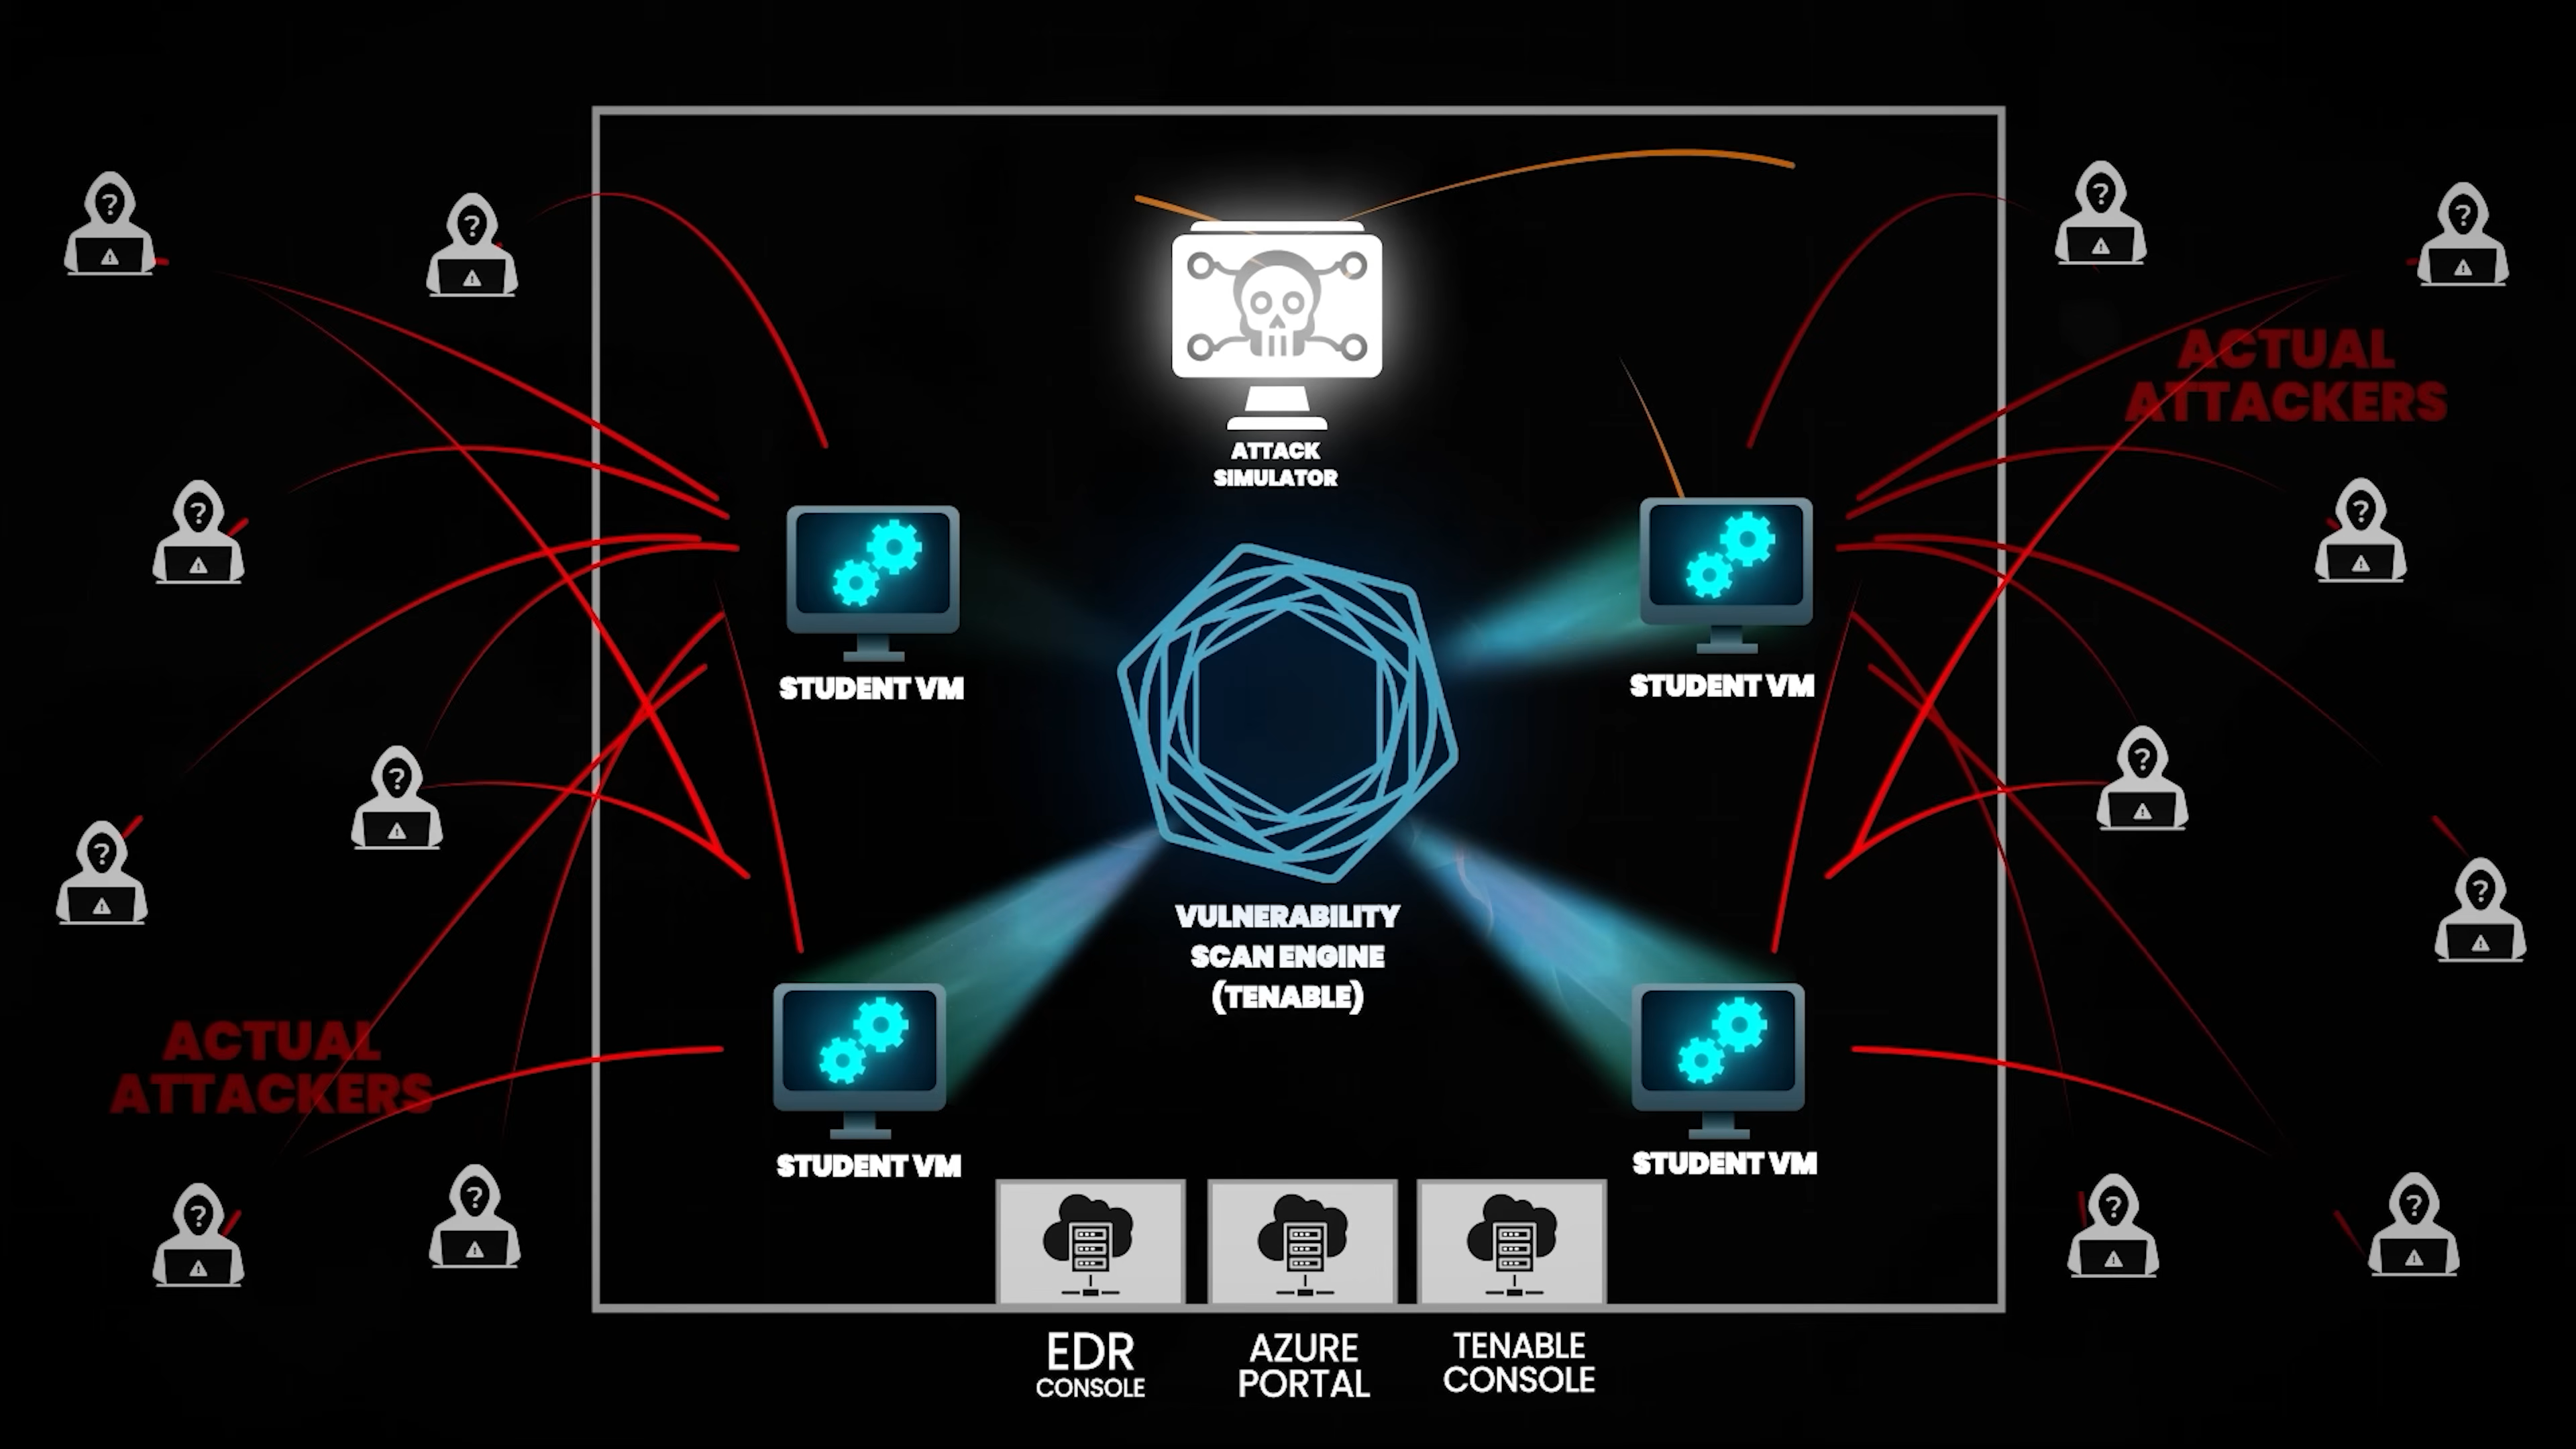 ACTUAL
ATTACKERS
ATTACK
SIMULATOR
STUDENT VM
STUDENT VM
VULNERABILITY
SCAN ENGINE
(TENABLE)
ACTUAL
ATTACKERS
STUDENT VM
STUDENT VM
EDR
CONSOLE
AZURE
PORTAL
TENABLE
CONSOLE